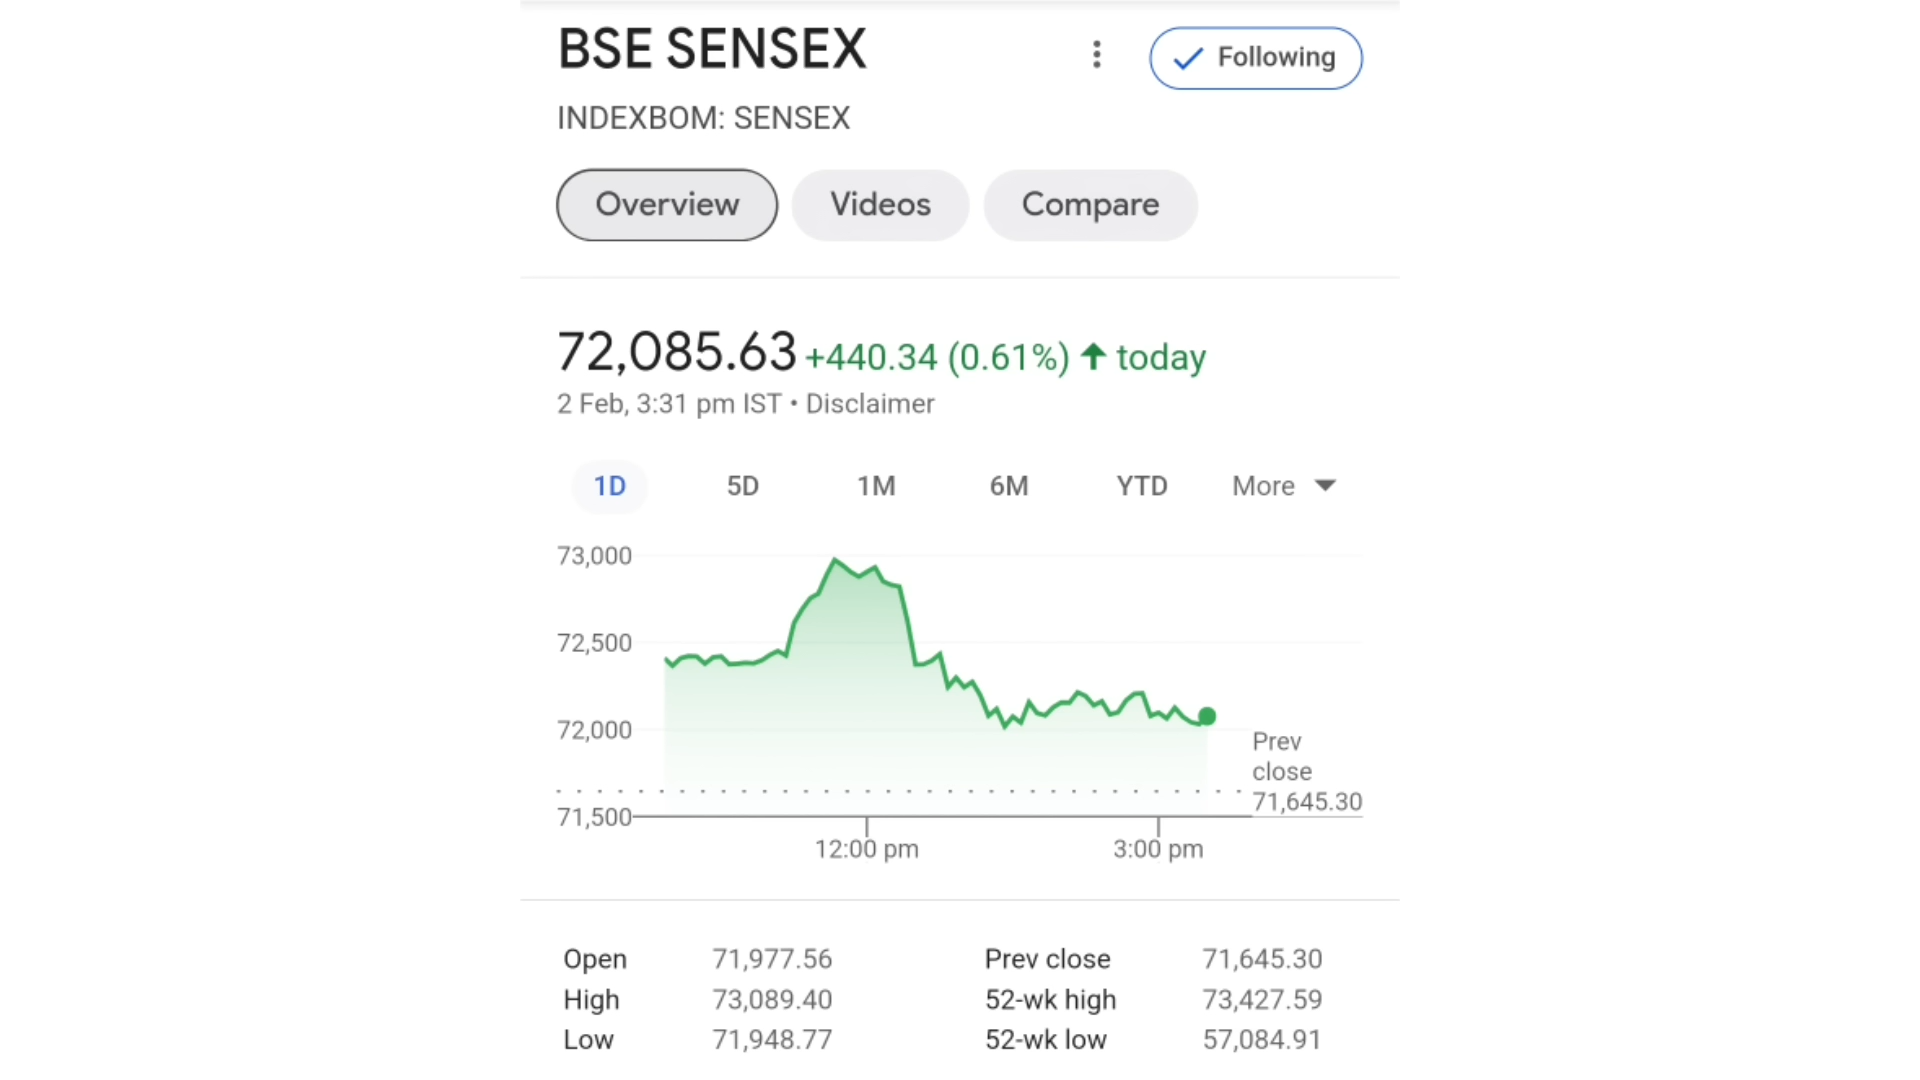 BSE SENSEX
Following
INDEXBOM: SENSEX
Overview Videos Compare
72,085.63 +440.34 (0.61%) ↑ today
2 Feb, 3:31 pm IST • Disclaimer
1D 5D 1M 6M YTD More
73,000
72,500
72,000
71,500
Prev
close
71,645.30
12:00 pm 3:00 pm
Open 71,977.56 Prev close 71,645.30
High 73,089.40 52-wk high 73,427.59
Low 71,948.77 52-wk low 57,084.91